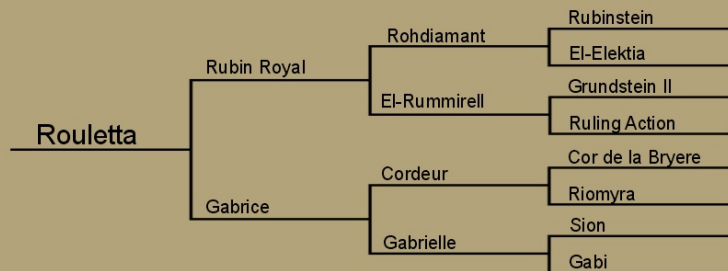 Rubinstein
Rohdiamant
El-Elektia
Rubin Royal
Grundstein II
El-Rummirell
Ruling Action
Rouletta
Cor de la Bryere
Cordeur
Riomyra
Gabrice
Sion
Gabrielle
Gabi